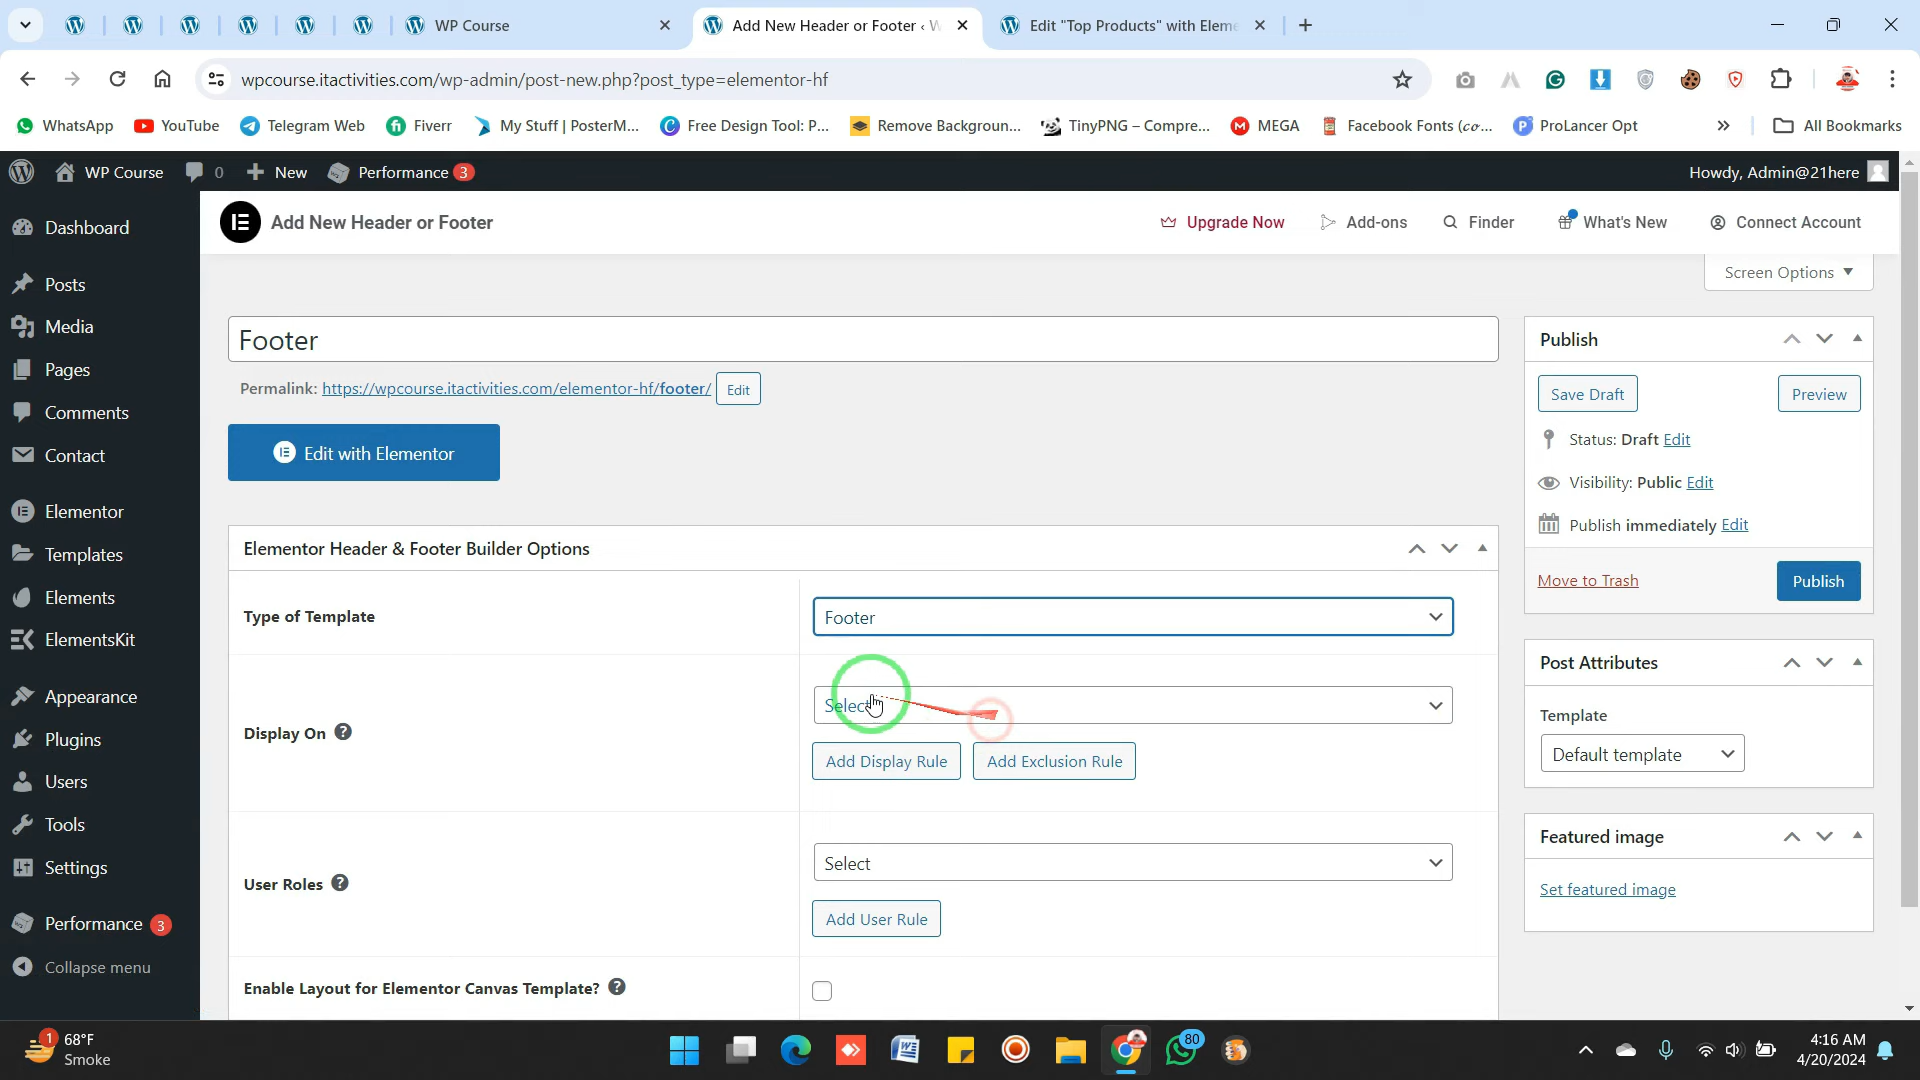 WP Course
Add New Header or Footer ‹ W
Edit "Top Products" with Eleme
wpcourse.itactivities.com/wp-admin/post-new.php?post_type=elementor-hf
WhatsApp
YouTube
Telegram Web
Fiverr
My Stuff | PosterM...
Free Design Tool: P...
Remove Backgroun...
TinyPNG – Compre...
MEGA
Facebook Fonts (𝑐𝑜...
ProLancer Opt
All Bookmarks
WP Course
0
New
Performance 3
Howdy, Admin@21here
Add New Header or Footer
Upgrade Now
Add-ons
Finder
What's New
Connect Account
Screen Options
Dashboard
Posts
Media
Pages
Comments
Contact
Elementor
Templates
Elements
ElementsKit
Appearance
Plugins
Users
Tools
Settings
Performance 3
Collapse menu
Footer
Permalink: https://wpcourse.itactivities.com/elementor-hf/footer/ Edit
Edit with Elementor
Elementor Header & Footer Builder Options
Type of Template
Footer
Display On
Select
Add Display Rule
Add Exclusion Rule
User Roles
Select
Add User Rule
Enable Layout for Elementor Canvas Template?
Publish
Save Draft
Preview
Status: Draft Edit
Visibility: Public Edit
Publish immediately Edit
Move to Trash
Publish
Post Attributes
Template
Default template
Featured image
Set featured image
1
68°F
Smoke
80
4:16 AM
4/20/2024